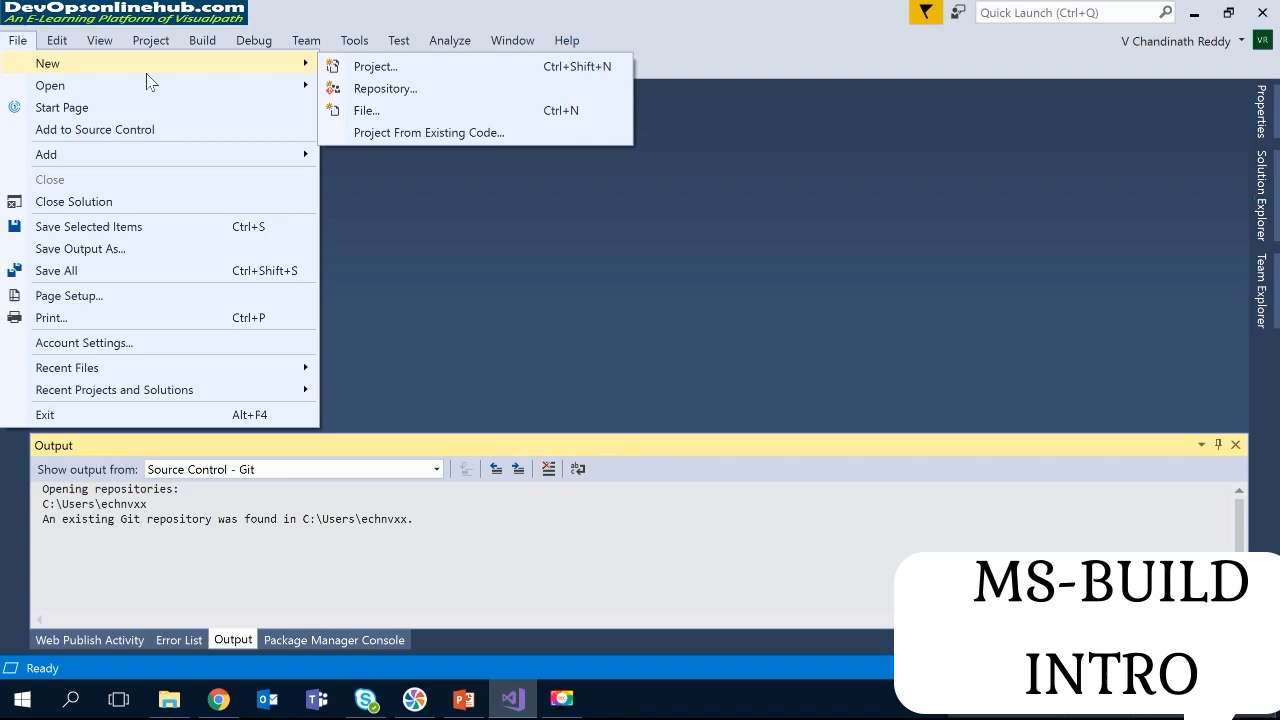 DevOpsonlinehub.com
An E-Learning Platform of Visualpath
Quick Launch (Ctrl+Q)
File Edit View Project Build Debug Team Tools Test Analyze Window Help
V Chandinath Reddy VR
New
Open
Start Page
Add to Source Control
Add
Close
Close Solution
Save Selected Items Ctrl+S
Save Output As...
Save All Ctrl+Shift+S
Page Setup...
Print... Ctrl+P
Account Settings...
Recent Files
Recent Projects and Solutions
Exit Alt+F4
Project... Ctrl+Shift+N
Repository...
File... Ctrl+N
Project From Existing Code...
Properties
Solution Explorer
Team Explorer
Output
Show output from: Source Control - Git
Opening repositories:
C:\Users\echnvxx
An existing Git repository was found in C:\Users\echnvxx.
Web Publish Activity Error List Output Package Manager Console
Ready
MS-BUILD
INTRO